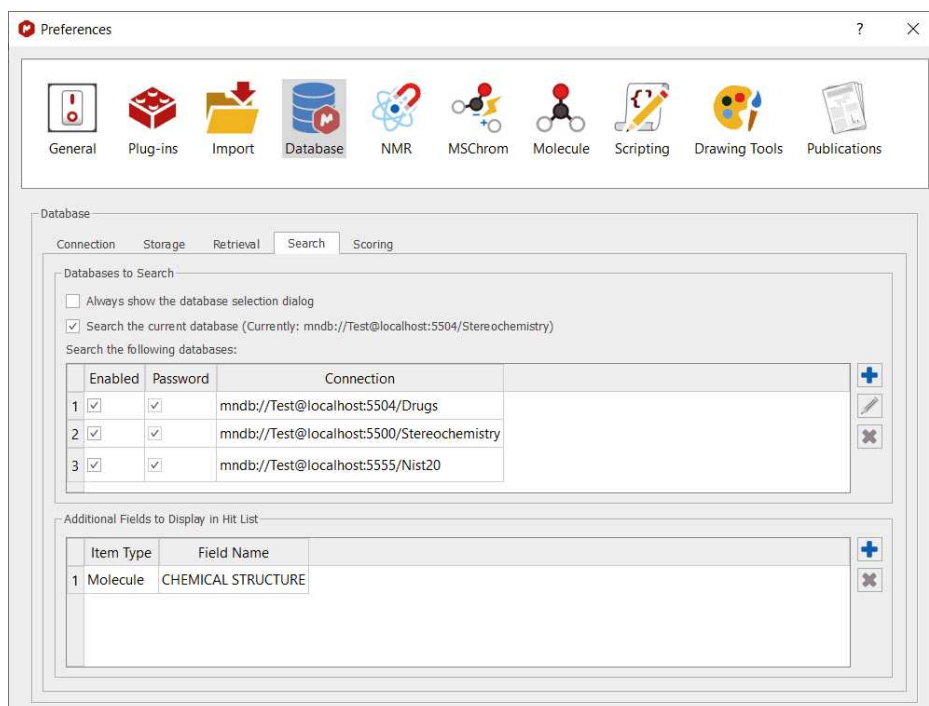 Preferences ?
General Plug-ins Import Database NMR MSChrom Molecule Scripting Drawing Tools Publications
Database
Connection Storage Retrieval Search Scoring
Databases to Search
Always show the database selection dialog
Search the current database (Currently: mndb://Test@localhost:5504/Stereochemistry)
Search the following databases:
Enabled Password Connection
1 mndb://Test@localhost:5504/Drugs
2 mndb://Test@localhost:5500/Stereochemistry
3 mndb://Test@localhost:5555/Nist20
Additional Fields to Display in Hit List
Item Type Field Name
1 Molecule CHEMICAL STRUCTURE